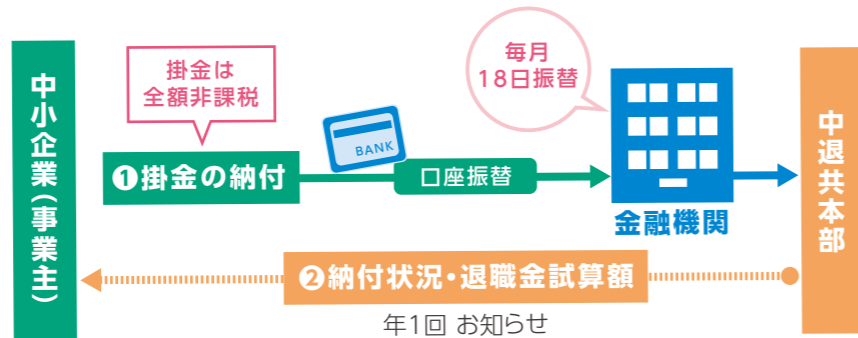 中小企業(事業主)
掛金は
全額非課税
❶掛金の納付
BANK
口座振替
毎月
18日振替
金融機関
中退共本部
❷納付状況・退職金試算額
年1回 お知らせ